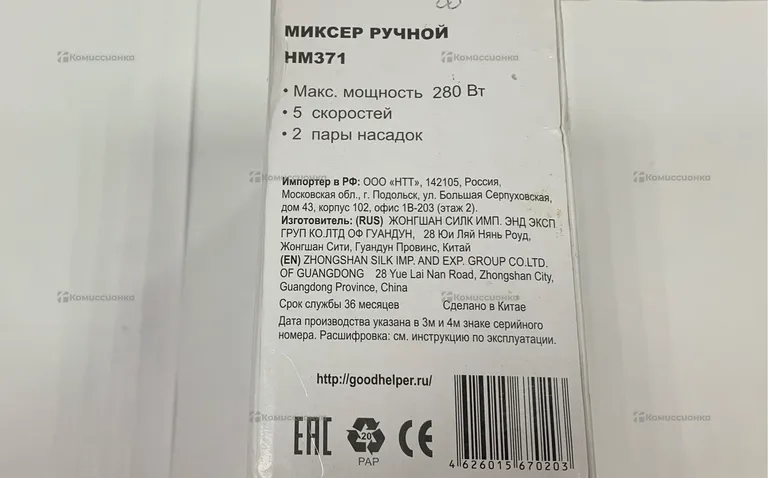 МИКСЕР РУЧНОЙ
HM371
• Макс. мощность 280 Вт
• 5 скоростей
• 2 пары насадок
Импортер в РФ: ООО «НТТ», 142105, Россия,
Московская обл., г. Подольск, ул. Большая Серпуховская,
дом 43, корпус 102, офис 1В-203 (этаж 2).
Изготовитель: (RUS) ЖОНГШАН СИЛК ИМП. ЭНД ЭКСП
ГРУП КО.ЛТД ОФ ГУАНДУН, 28 Юи Ляй Нянь Роуд,
Жонгшан Сити, Гуандун Провинс, Китай
(EN) ZHONGSHAN SILK IMP. AND EXP. GROUP CO.LTD.
OF GUANGDONG 28 Yue Lai Nan Road, Zhongshan City,
Guangdong Province, China
Срок службы 36 месяцев Сделано в Китае
Дата производства указана в 3м и 4м знаке серийного
номера. Расшифровка: см. инструкцию по эксплуатации.
http://goodhelper.ru/
EAC 20 CE
PAP
4 626015 670203
Комиссионка
Комиссионка
Комиссионка
Комиссионка
Комиссионка
Комиссионка
Комиссионка
Комиссионка